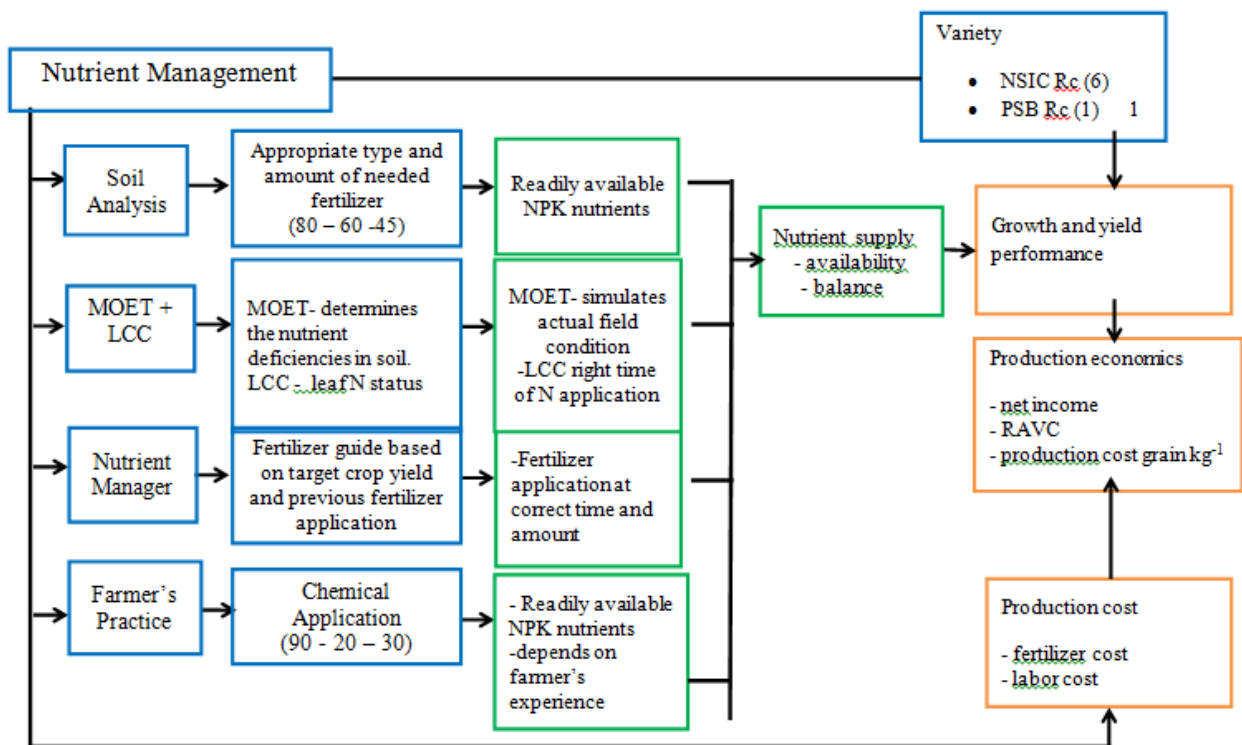 Nutrient Management
Variety
• NSIC Rc (6)
• PSB Rc (1) 1
Soil
Analysis
Appropriate type and
amount of needed
fertilizer
(80 – 60 -45)
Readily available
NPK nutrients
MOET +
LCC
MOET- determines
the nutrient
deficiencies in soil.
LCC - leaf N status
MOET- simulates
actual field
condition
-LCC right time
of N application
Nutrient
Manager
Fertilizer guide based
on target crop yield
and previous fertilizer
application
-Fertilizer
application at
correct time and
amount
Farmer’s
Practice
Chemical
Application
(90 - 20 – 30)
- Readily available
NPK nutrients
-depends on
farmer’s
experience
Nutrient supply
- availability
- balance
Growth and yield
performance
Production economics
- net income
- RAVC
- production cost grain kg⁻¹
Production cost
- fertilizer cost
- labor cost